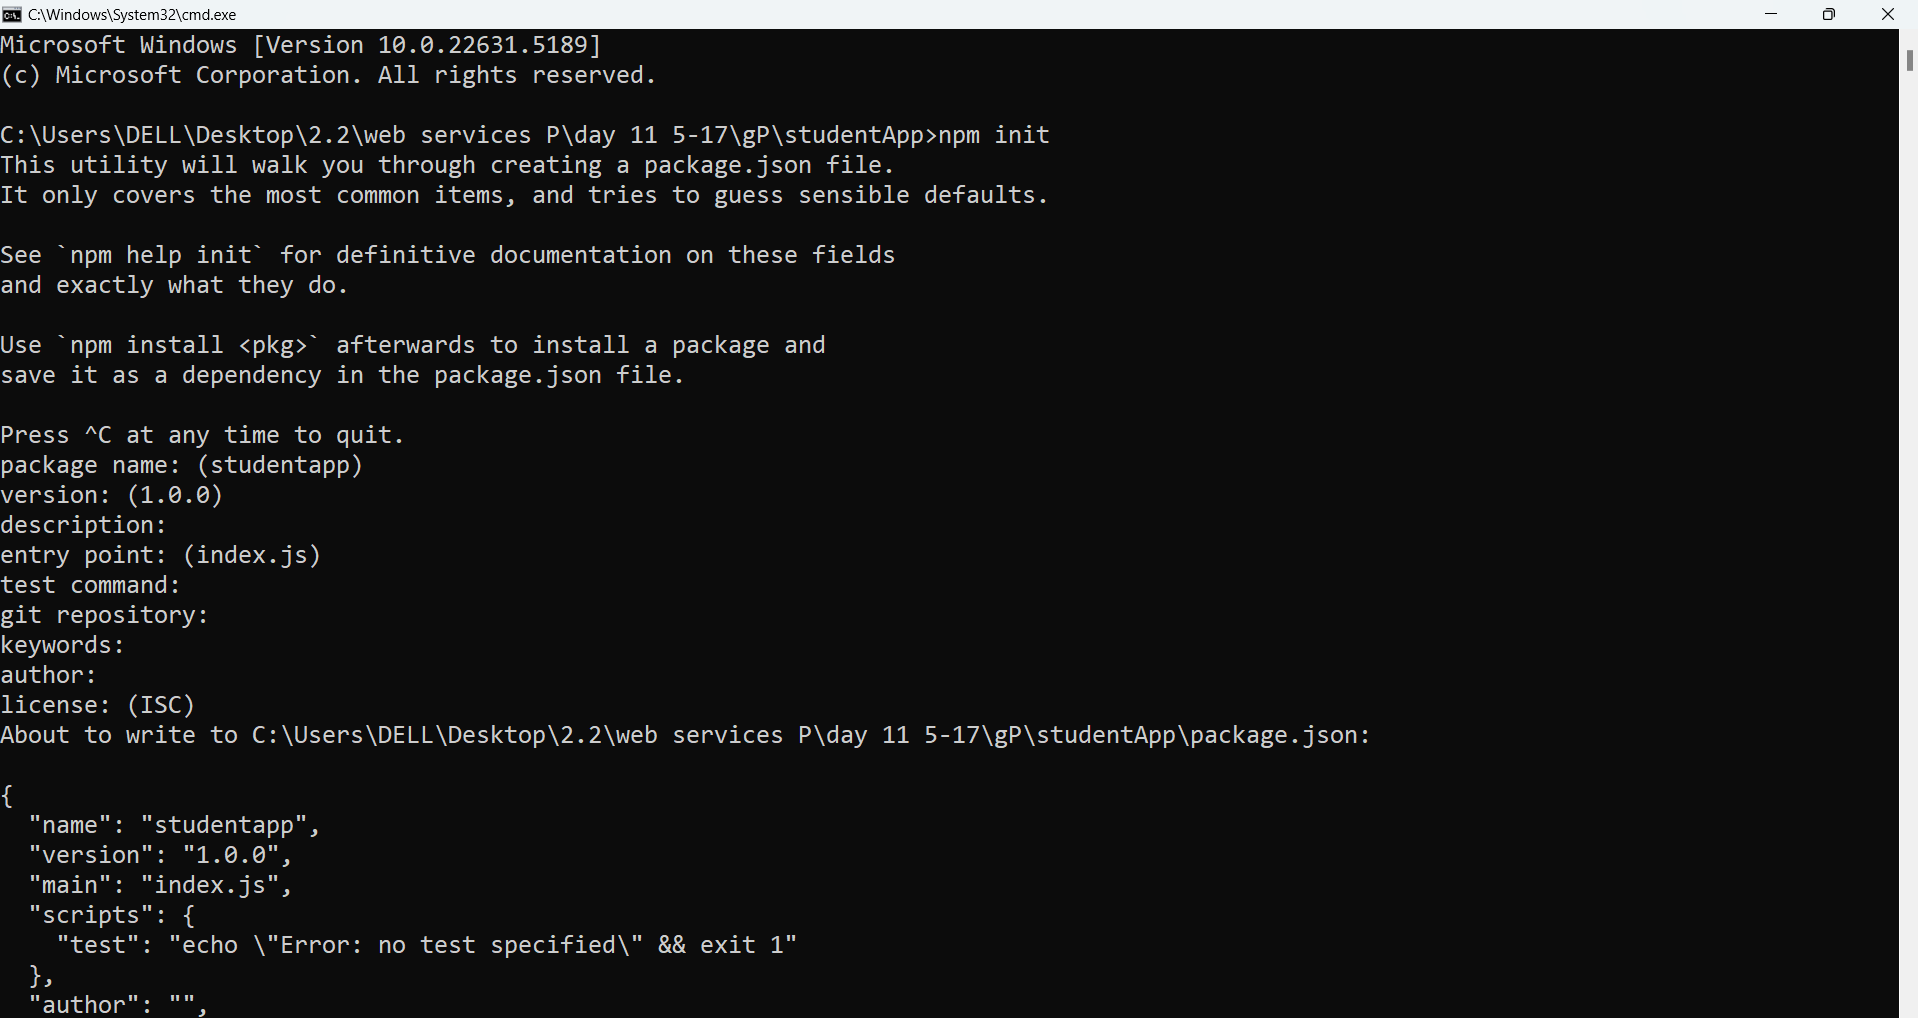 C:\Windows\System32\cmd.exe
Microsoft Windows [Version 10.0.22631.5189]
(c) Microsoft Corporation. All rights reserved.

C:\Users\DELL\Desktop\2.2\web services P\day 11 5-17\gP\studentApp>npm init
This utility will walk you through creating a package.json file.
It only covers the most common items, and tries to guess sensible defaults.

See `npm help init` for definitive documentation on these fields
and exactly what they do.

Use `npm install <pkg>` afterwards to install a package and
save it as a dependency in the package.json file.

Press ^C at any time to quit.
package name: (studentapp)
version: (1.0.0)
description:
entry point: (index.js)
test command:
git repository:
keywords:
author:
license: (ISC)
About to write to C:\Users\DELL\Desktop\2.2\web services P\day 11 5-17\gP\studentApp\package.json:

{
  "name": "studentapp",
  "version": "1.0.0",
  "main": "index.js",
  "scripts": {
    "test": "echo \"Error: no test specified\" && exit 1"
  },
  "author": "",